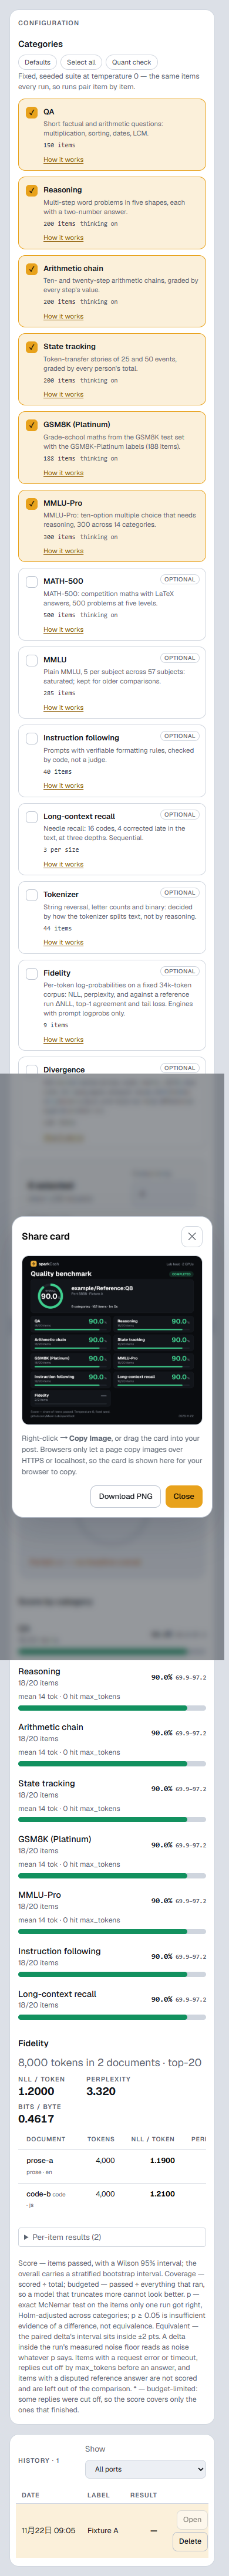 CONFIGURATION
Categories
Defaults
Select all
Quant check
Fixed, seeded suite at temperature 0 — the same items
every run, so runs pair item by item.
QA
Short factual and arithmetic questions:
multiplication, sorting, dates, LCM.
150 items
How it works
Reasoning
Multi-step word problems in five shapes, each
with a two-number answer.
200 items thinking on
How it works
Arithmetic chain
Ten- and twenty-step arithmetic chains, graded by
every step's value.
200 items thinking on
How it works
State tracking
Token-transfer stories of 25 and 50 events,
graded by every person's total.
200 items thinking on
How it works
GSM8K (Platinum)
Grade-school maths from the GSM8K test set
with the GSM8K-Platinum labels (188 items).
188 items thinking on
How it works
MMLU-Pro
MMLU-Pro: ten-option multiple choice that needs
reasoning, 300 across 14 categories.
300 items thinking on
How it works
MATH-500
OPTIONAL
MATH-500: competition maths with LaTeX
answers, 500 problems at five levels.
500 items thinking on
How it works
MMLU
OPTIONAL
Plain MMLU, 5 per subject across 57 subjects:
saturated; kept for older comparisons.
285 items
How it works
Instruction following
OPTIONAL
Prompts with verifiable formatting rules, checked
by code, not a judge.
40 items
How it works
Long-context recall
OPTIONAL
Needle recall: 16 codes, 4 corrected late in the
text, at three depths. Sequential.
3 per size
How it works
Tokenizer
OPTIONAL
String reversal, letter counts and binary: decided
by how the tokenizer splits text, not by reasoning.
44 items
How it works
Fidelity
OPTIONAL
Per-token log-probabilities on a fixed 34k-token
corpus: NLL, perplexity, and against a reference
run ΔNLL, top-1 agreement and tail loss. Engines
with prompt logprobs only.
9 items
How it works
Divergence
OPTIONAL
Share card
Quality benchmark
COMPLETED
90.0
example/Reference:Q8
QA
90.0
Reasoning
90.0
Arithmetic chain
90.0
State tracking
90.0
GSM8K (Platinum)
90.0
MMLU-Pro
90.0
Instruction following
90.0
Long-context recall
90.0
Fidelity
—
Right-click → Copy Image, or drag the card into your
post. Browsers only let a page copy images over
HTTPS or localhost, so the card is shown here for your
browser to copy.
Download PNG
Close
Reasoning
18/20 items
90.0% 69.9–97.2
mean 14 tok · 0 hit max_tokens
Arithmetic chain
18/20 items
90.0% 69.9–97.2
mean 14 tok · 0 hit max_tokens
State tracking
18/20 items
90.0% 69.9–97.2
mean 14 tok · 0 hit max_tokens
GSM8K (Platinum)
18/20 items
90.0% 69.9–97.2
mean 14 tok · 0 hit max_tokens
MMLU-Pro
18/20 items
90.0% 69.9–97.2
mean 14 tok · 0 hit max_tokens
Instruction following
18/20 items
90.0% 69.9–97.2
Long-context recall
18/20 items
90.0% 69.9–97.2
Fidelity
8,000 tokens in 2 documents · top-20
NLL / TOKEN
1.2000
PERPLEXITY
3.320
BITS / BYTE
0.4617
DOCUMENT TOKENS NLL / TOKEN PERI
prose-a 4,000 1.1900
prose · en
code-b code 4,000 1.2100
· js
▶ Per-item results (2)
Score — items passed, with a Wilson 95% interval; the
overall carries a stratified bootstrap interval. Coverage —
scored ÷ total; budgeted — passed ÷ everything that ran,
so a model that truncates more cannot look better. p —
exact McNemar test on the items only one run got right,
Holm-adjusted across categories; p ≥ 0.05 is insufficient
evidence of a difference, not equivalence. Equivalent —
the paired delta's interval sits inside ±2 pts. A delta
inside the run's measured noise floor reads as noise
whatever p says. Items with a request error or timeout,
replies cut off by max_tokens before an answer, and
items with a disputed reference answer are not scored
and are left out of the comparison. * — budget-limited:
some replies were cut off, so the score covers only the
ones that finished.
HISTORY · 1
Show
All ports
DATE LABEL RESULT
11月22日 09:05 Fixture A —
Open
Delete